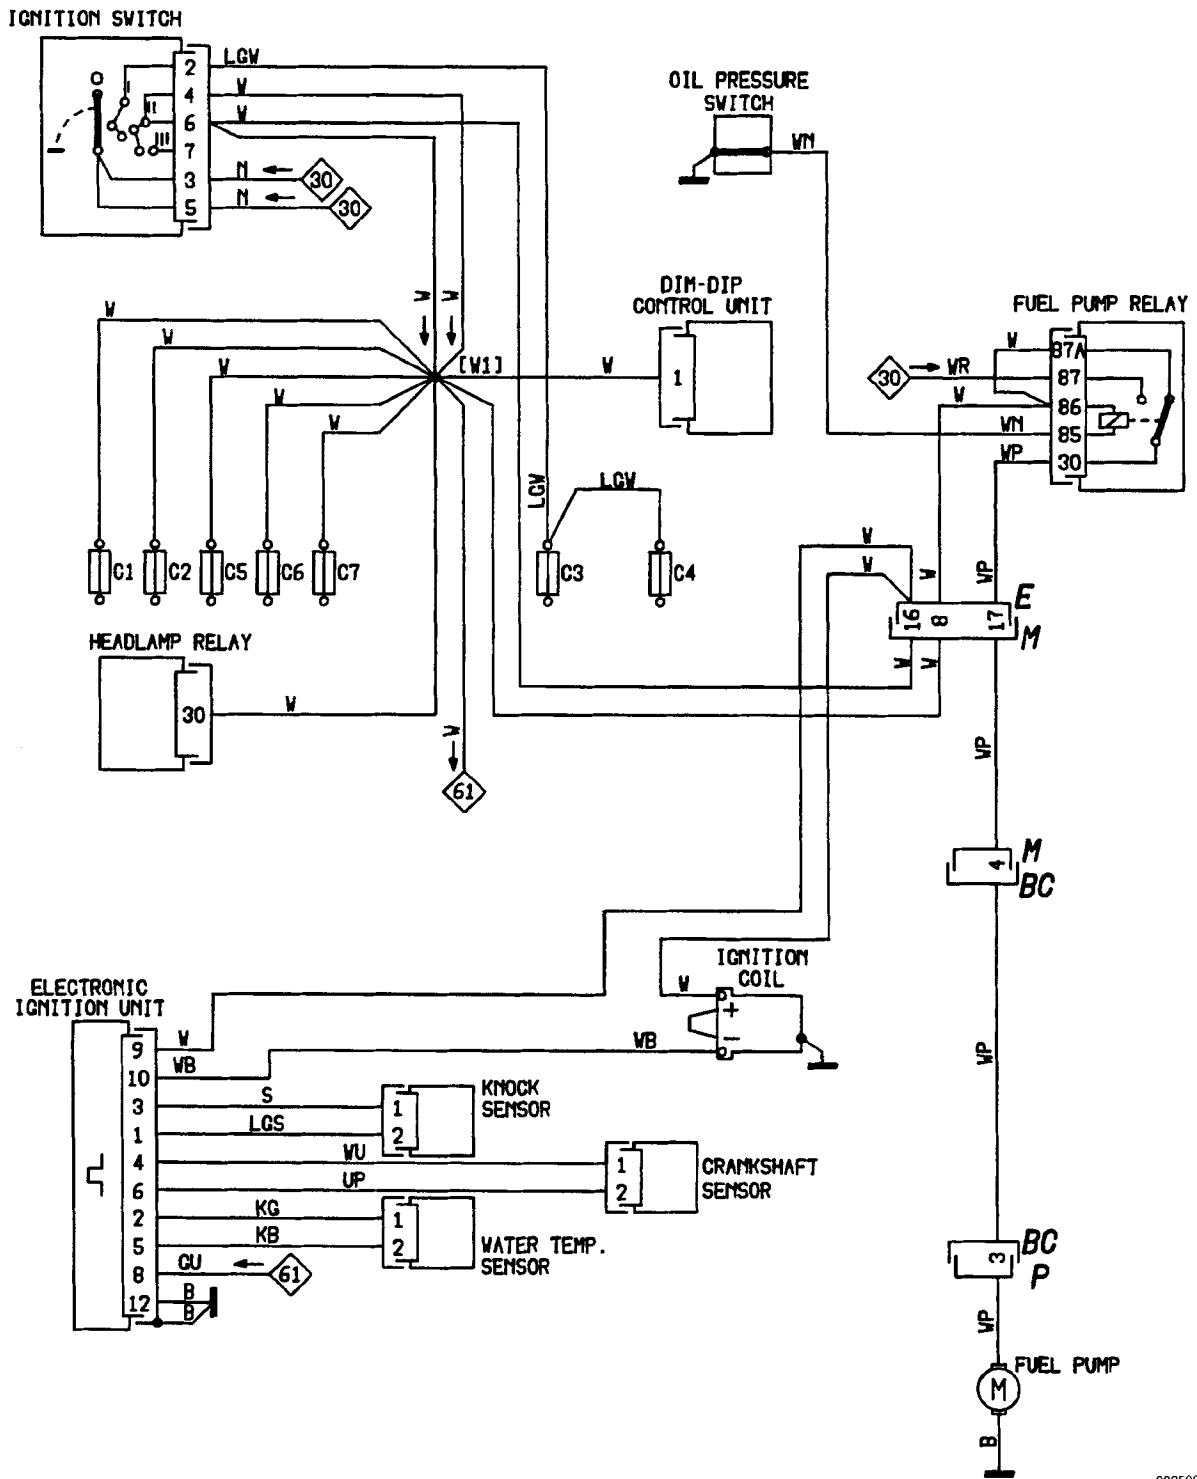 IGNITION SWITCH
2 LGW
I
4 W
II
6 W
III
7
3 N 30
5 N 30
OIL PRESSURE
SWITCH
WN
DIM-DIP
CONTROL UNIT
1
FUEL PUMP RELAY
W 87A
30 WR 87
W 86
WN 85
WP 30
W W
W
W
W
W
W
[W1]
W
LGW
LGW
C1 C2 C5 C6 C7 C3 C4
W
W
W
WP
16 8 17 E
M
W W
HEADLAMP RELAY
30 W
W
61
WP
4 M
BC
IGNITION
COIL
W
+
-
WB
ELECTRONIC
IGNITION UNIT
9 W
10 WB
3 S 1
1 LGS 2
KNOCK
SENSOR
4 WU 1
6 UP 2
CRANKSHAFT
SENSOR
2 KG 1
5 KB 2
WATER TEMP.
SENSOR
8 GU 61
12 B
B
WP
3 BC
P
WP
FUEL PUMP
M
B